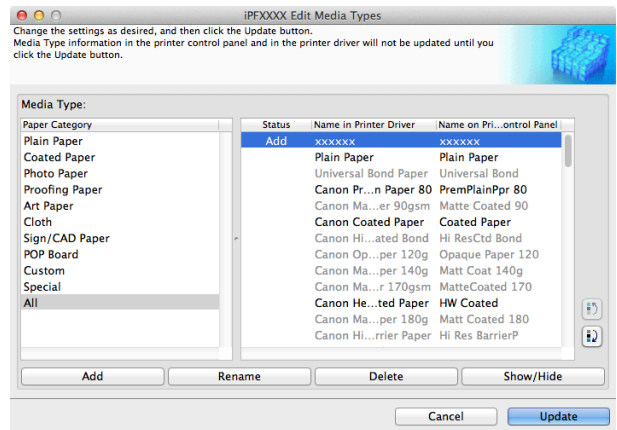 iPFXXXX Edit Media Types
Change the settings as desired, and then click the Update button.
Media Type information in the printer control panel and in the printer driver will not be updated until you
click the Update button.
Media Type:
Paper Category
Plain Paper
Coated Paper
Photo Paper
Proofing Paper
Art Paper
Cloth
Sign/CAD Paper
POP Board
Custom
Special
All
Status Name in Printer Driver Name on Pri...ontrol Panel
Add xxxxxx xxxxxx
Plain Paper Plain Paper
Universal Bond Paper Universal Bond
Canon Pr...n Paper 80 PremPlainPpr 80
Canon Ma...er 90gsm Matte Coated 90
Canon Coated Paper Coated Paper
Canon Hi...ated Bond Hi ResCtd Bond
Canon Op...per 120g Opaque Paper 120
Canon Ma...per 140g Matt Coat 140g
Canon Ma...r 170gsm MatteCoated 170
Canon He...ted Paper HW Coated
Canon Ma...per 180g Matt Coated 180
Canon Hi...rrier Paper Hi Res BarrierP
Add Rename Delete Show/Hide
Cancel Update